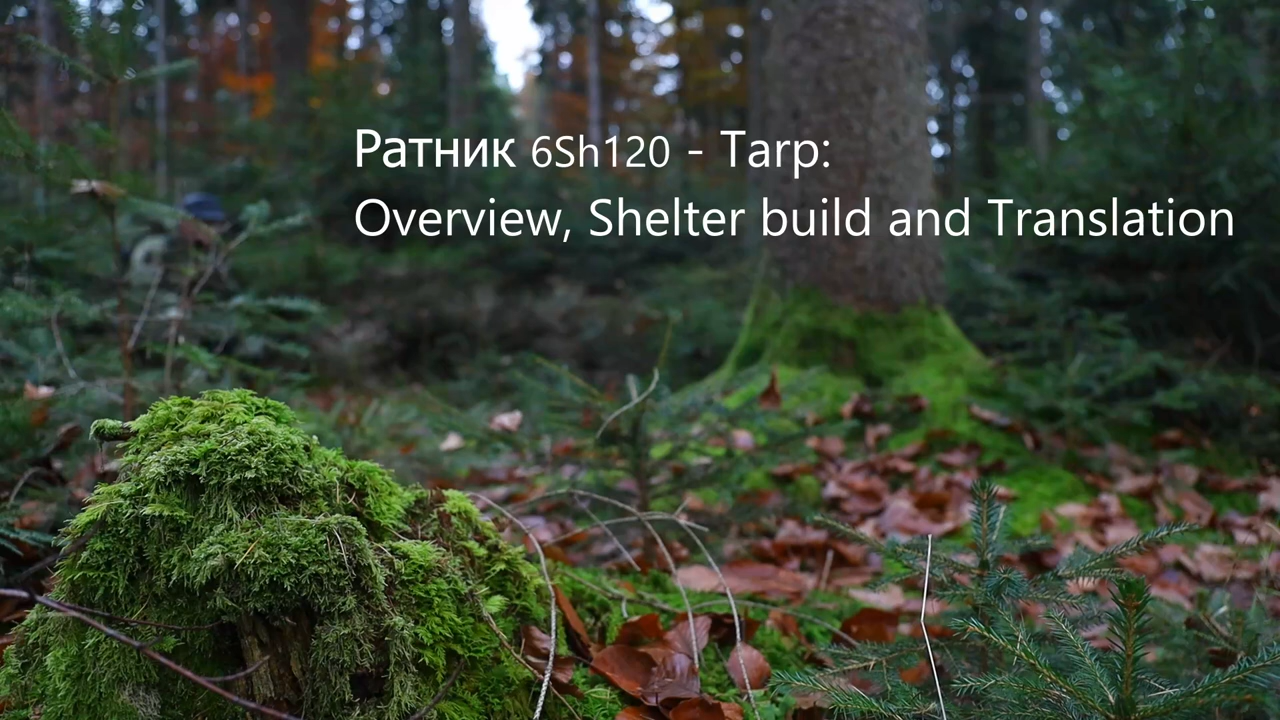 Ратник 6Sh120 - Tarp:
Overview, Shelter build and Translation